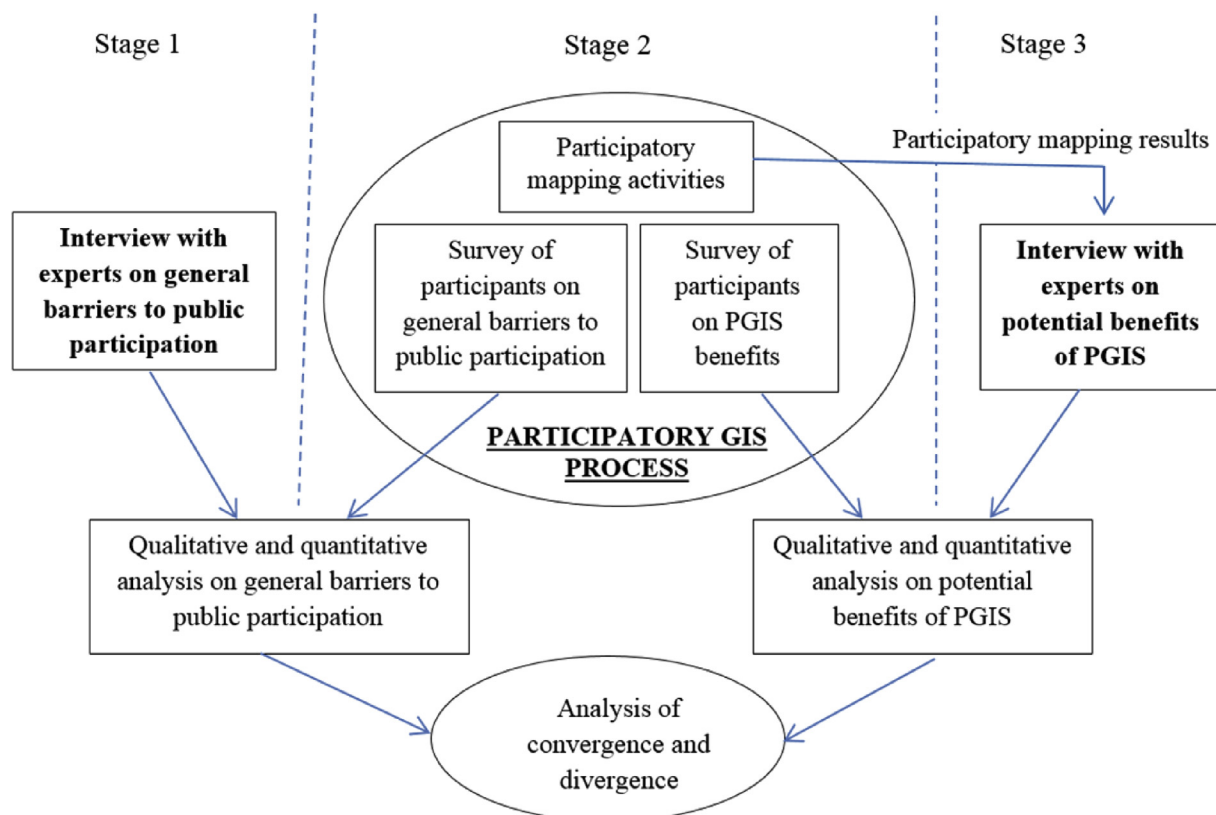 Stage 1
Stage 2
Stage 3
Participatory
mapping activities
Participatory mapping results
Interview with
experts on general
barriers to public
participation
Survey of
participants on
general barriers to
public participation
Survey of
participants
on PGIS
benefits
Interview with
experts on
potential benefits
of PGIS
PARTICIPATORY GIS
PROCESS
Qualitative and quantitative
analysis on general barriers to
public participation
Qualitative and quantitative
analysis on potential
benefits of PGIS
Analysis of
convergence and
divergence